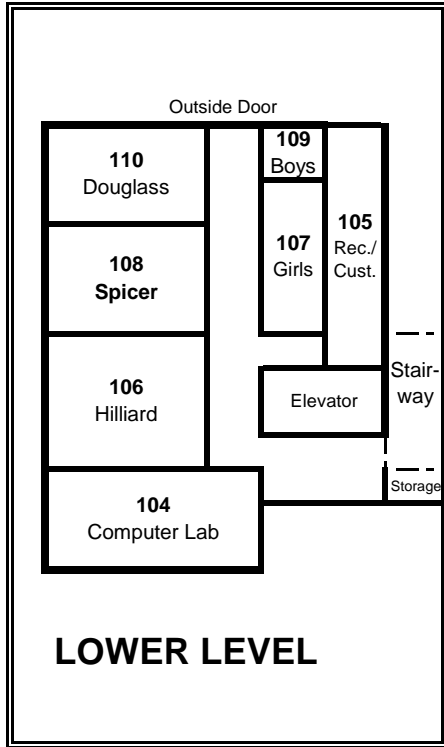 Outside Door
109
Boys
110
Douglass
105
Rec./
Cust.
107
Girls
108
Spicer
Stair-
way
106
Hilliard
Elevator
Storage
104
Computer Lab
LOWER LEVEL